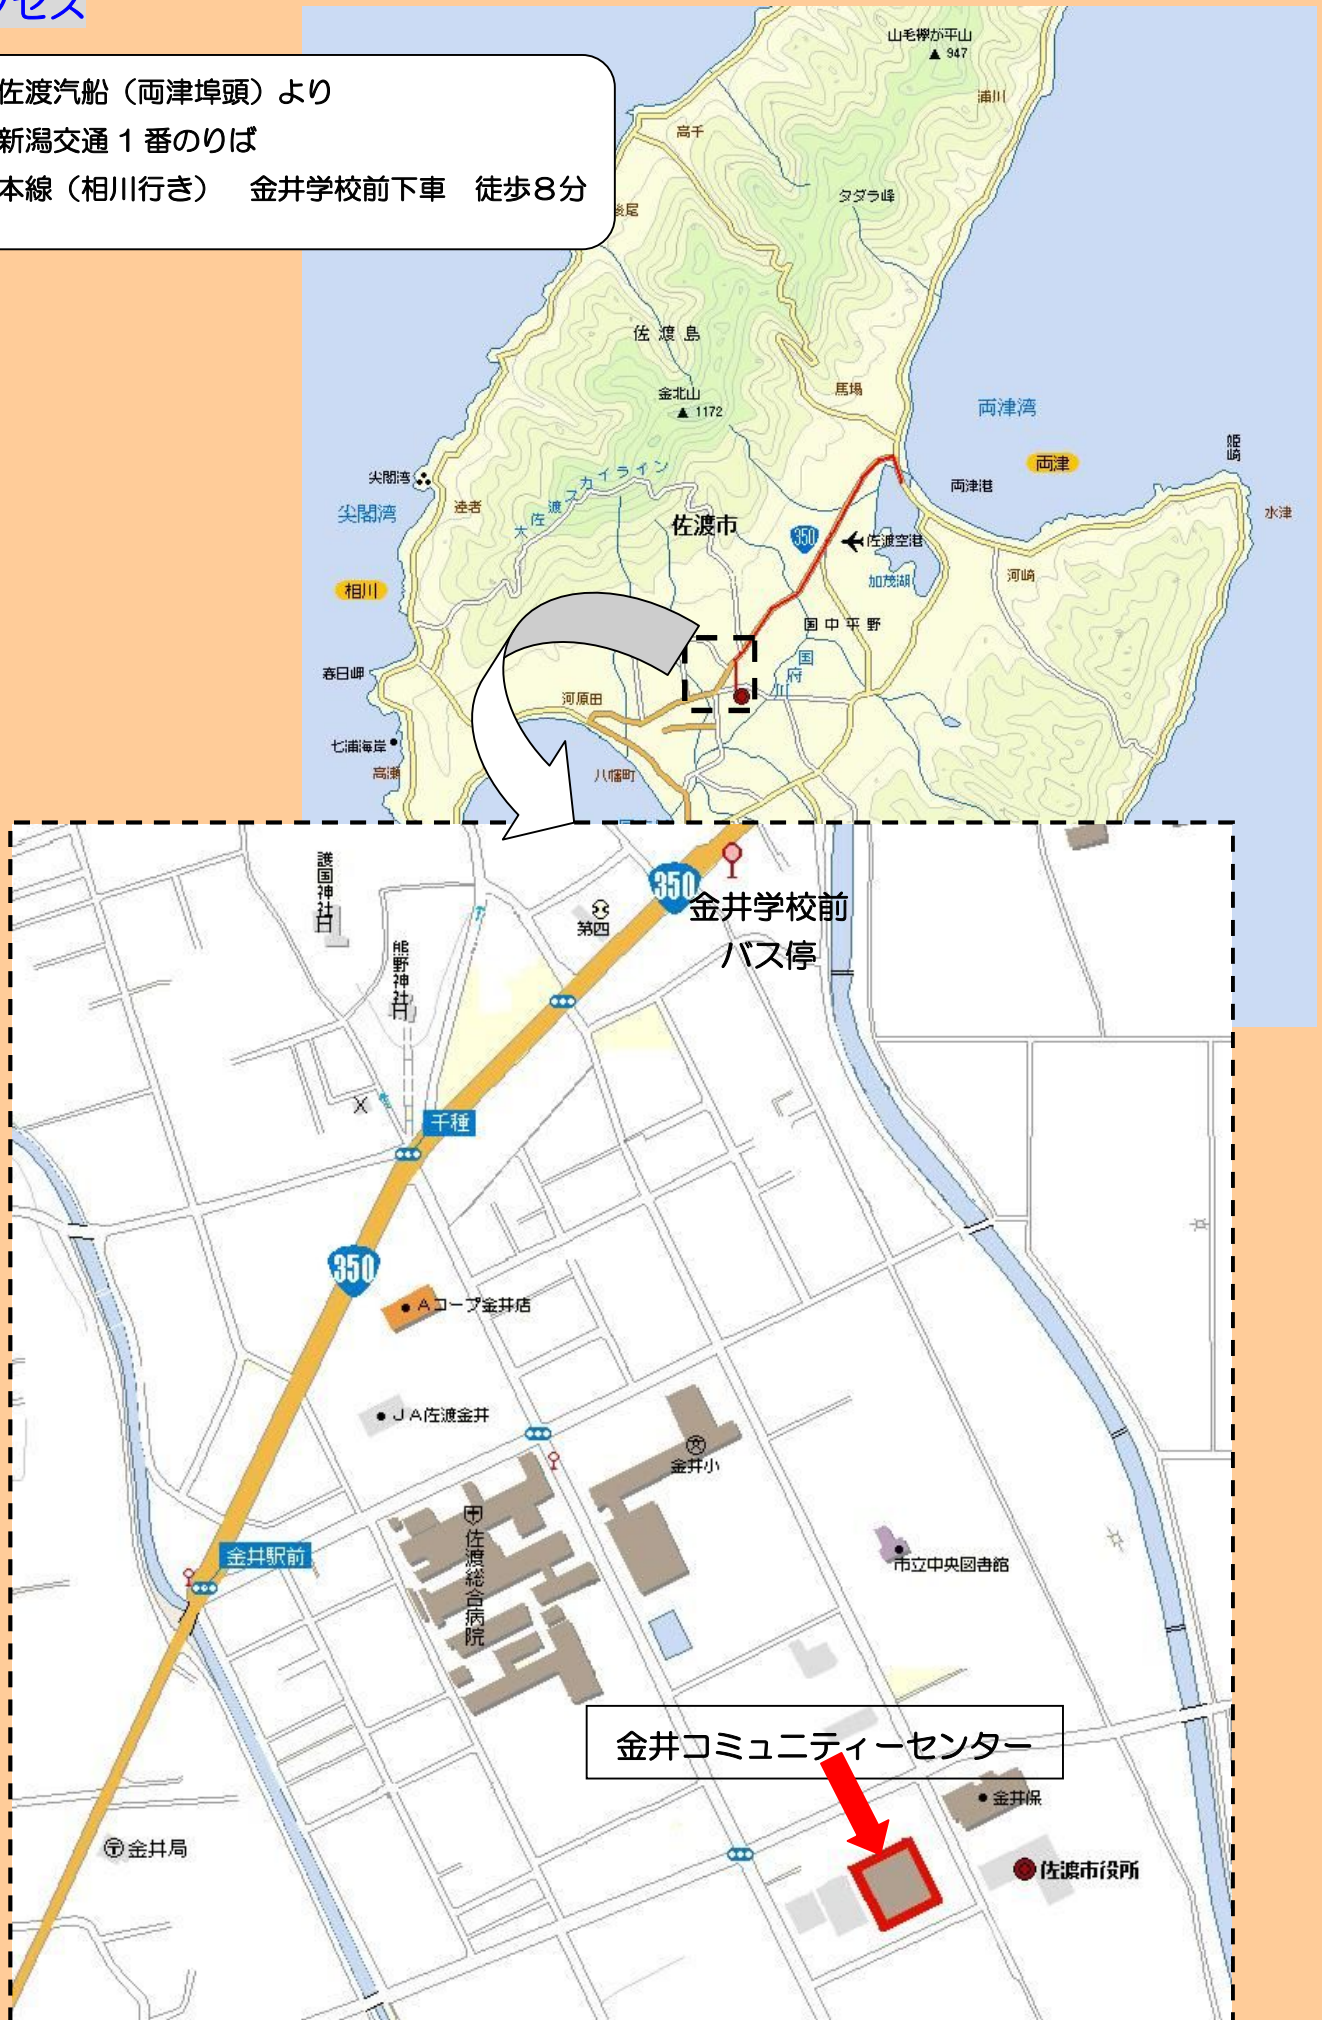 クセス
佐渡汽船（両津埠頭）より
新潟交通 1 番のりば
本線（相川行き）　金井学校前下車　徒歩８分
山毛欅が平山
▲ 947
浦川
高千
タダラ峰
後尾
佐渡島
金北山
▲ 1172
馬場
両津湾
両津
姫崎
尖閣湾
両津港
大佐渡スカイライン
達者
尖閣湾
水津
佐渡市
350
佐渡空港
加茂湖
河崎
相川
国中平野
国府川
春日岬
河原田
七浦海岸
高瀬
八幡町
護国神社
350
金井学校前
バス停
第四
熊野神社
千種
350
Aコープ金井店
JA佐渡金井
金井小
佐渡総合病院
金井駅前
市立中央図書館
金井コミュニティーセンター
金井保
金井局
佐渡市役所